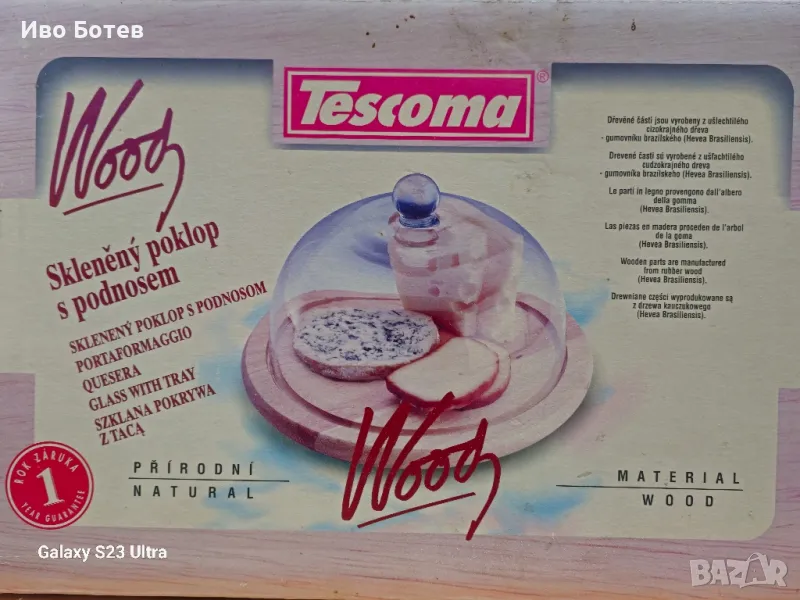 Иво Ботев
Wood
Tescoma®
Skleněný poklop
s podnosem
SKLENENÝ POKLOP S PODNOSOM
PORTAFORMAGGIO
QUESERA
GLASS WITH TRAY
SZKLANA POKRYWA
Z TACĄ
Dřevěné části jsou vyrobeny z ušlechtilého
cizokrajného dřeva
- gumovníku brazilského (Hevea Brasiliensis).
Drevené časti sú vyrobené z ušľachtilého
cudzokrajného dreva
- gumovníka brazilskeho (Hevea Brasiliensis).
Le parti in legno provengono dall'albero
della gomma
(Hevea Brasiliensis).
Las piezas en madera proceden de l'arbol
de la goma
(Hevea Brasiliensis).
Wooden parts are manufactured
from rubber wood
(Hevea Brasiliensis).
Drewniane części wyprodukowane są
z drzewa kauczukowego
(Hevea Brasiliensis).
Wood
ROK ZÁRUKA
1
YEAR GUARANTEE
PŘÍRODNÍ
NATURAL
MATERIAL
WOOD
Galaxy S23 Ultra
BAZAR